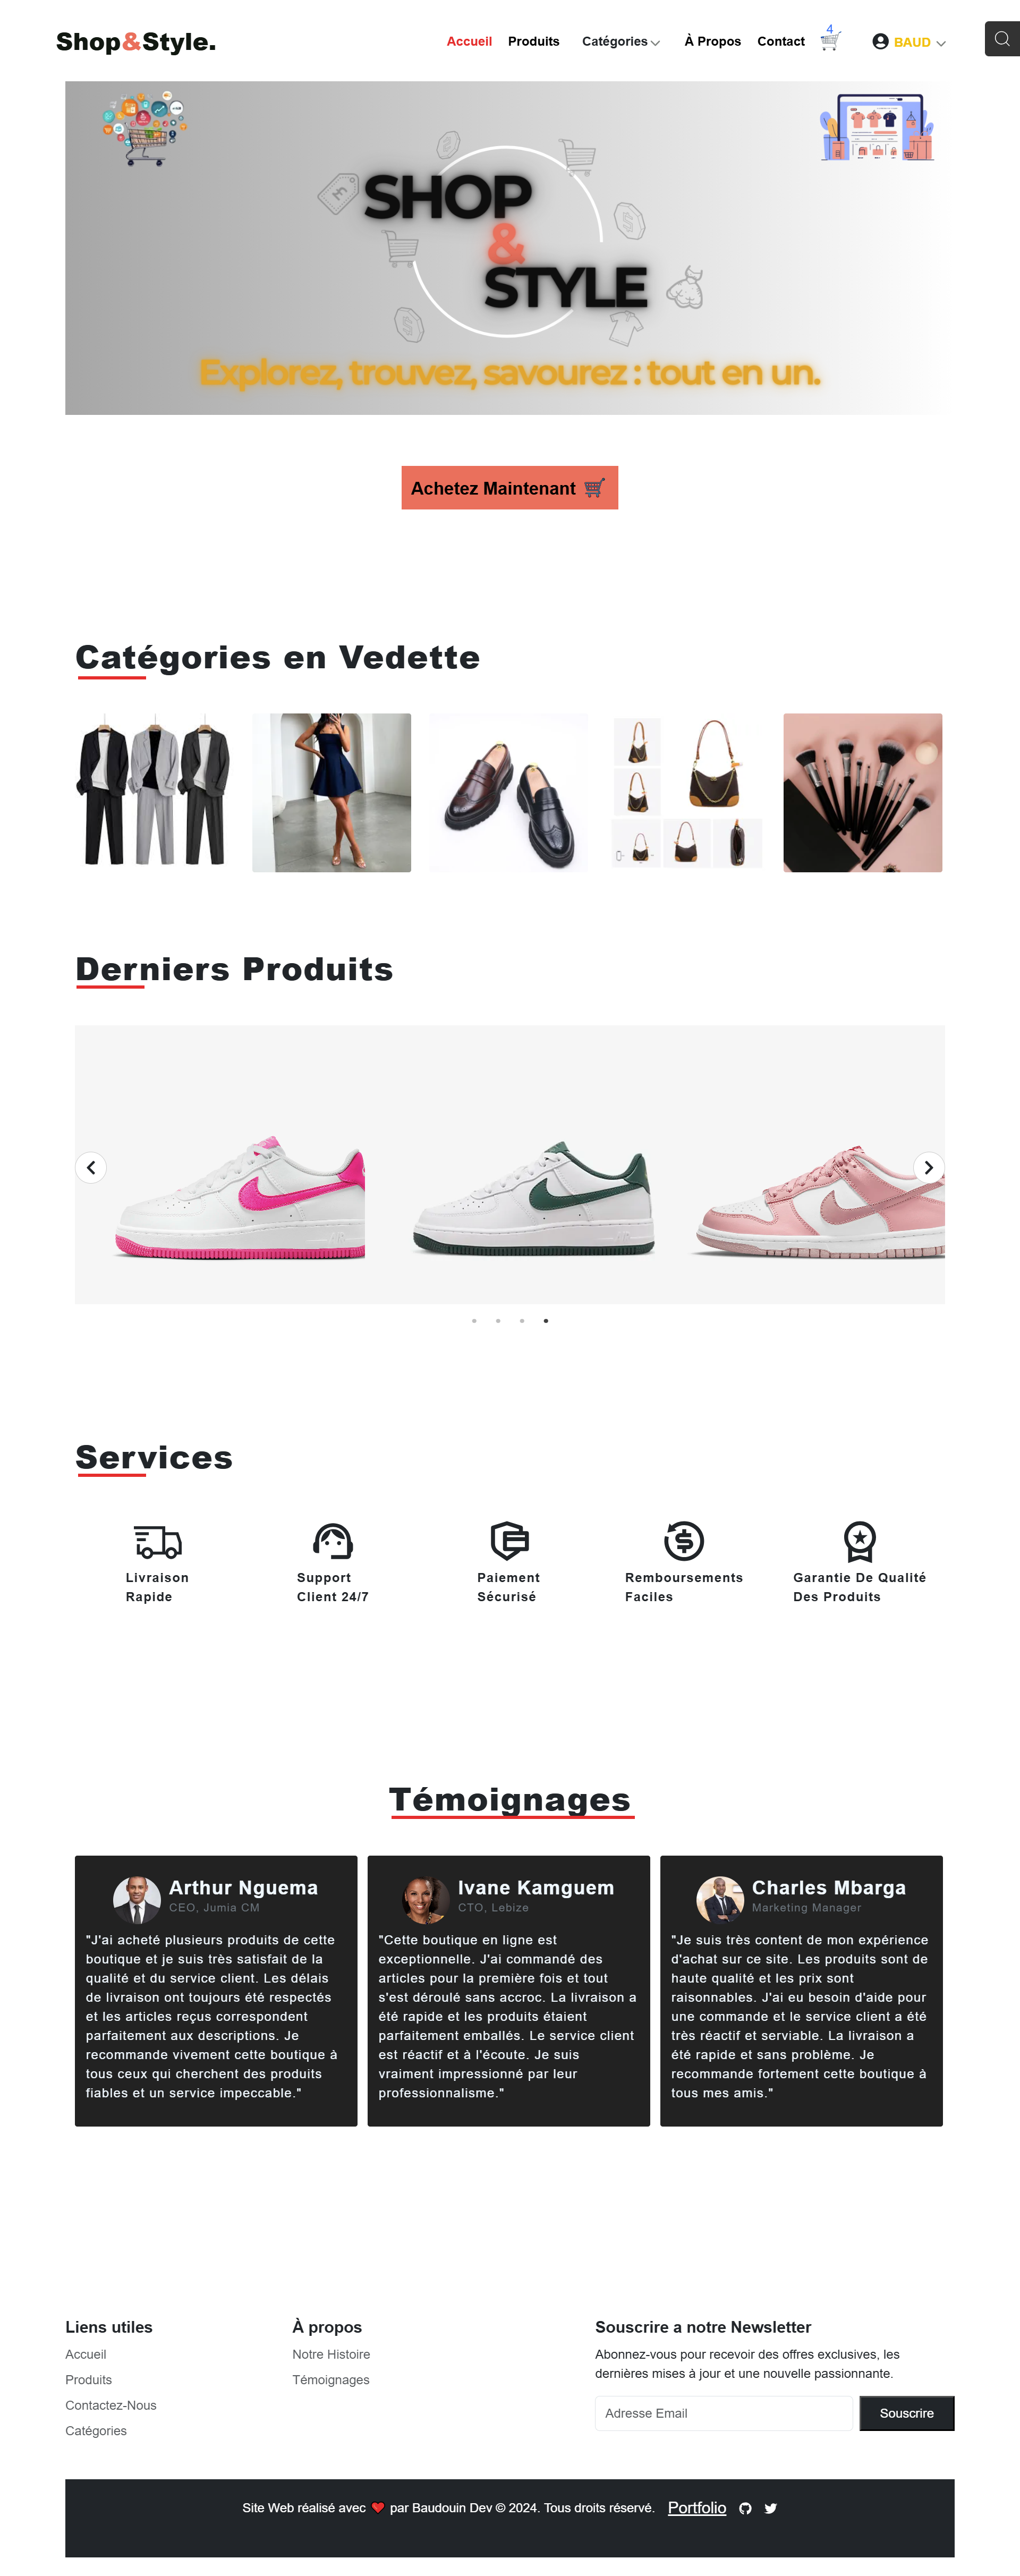 Shop&Style.
Accueil
Produits
Catégories
À Propos
Contact
4
BAUD
SHOP
&
STYLE
Explorez, trouvez, savourez : tout en un.
Achetez Maintenant
Catégories en Vedette
Derniers Produits
Services
Livraison
Rapide
Support
Client 24/7
Paiement
Sécurisé
Remboursements
Faciles
Garantie De Qualité
Des Produits
Témoignages
Arthur Nguema
CEO, Jumia CM
"J'ai acheté plusieurs produits de cette
boutique et je suis très satisfait de la
qualité et du service client. Les délais
de livraison ont toujours été respectés
et les articles reçus correspondent
parfaitement aux descriptions. Je
recommande vivement cette boutique à
tous ceux qui cherchent des produits
fiables et un service impeccable."
Ivane Kamguem
CTO, Lebize
"Cette boutique en ligne est
exceptionnelle. J'ai commandé des
articles pour la première fois et tout
s'est déroulé sans accroc. La livraison a
été rapide et les produits étaient
parfaitement emballés. Le service client
est réactif et à l'écoute. Je suis
vraiment impressionné par leur
professionnalisme."
Charles Mbarga
Marketing Manager
"Je suis très content de mon expérience
d'achat sur ce site. Les produits sont de
haute qualité et les prix sont
raisonnables. J'ai eu besoin d'aide pour
une commande et le service client a été
très réactif et serviable. La livraison a
été rapide et sans problème. Je
recommande fortement cette boutique à
tous mes amis."
Liens utiles
Accueil
Produits
Contactez-Nous
Catégories
À propos
Notre Histoire
Témoignages
Souscrire a notre Newsletter
Abonnez-vous pour recevoir des offres exclusives, les
dernières mises à jour et une nouvelle passionnante.
Adresse Email
Souscrire
Site Web réalisé avec ❤ par Baudouin Dev © 2024. Tous droits réservé. Portfolio